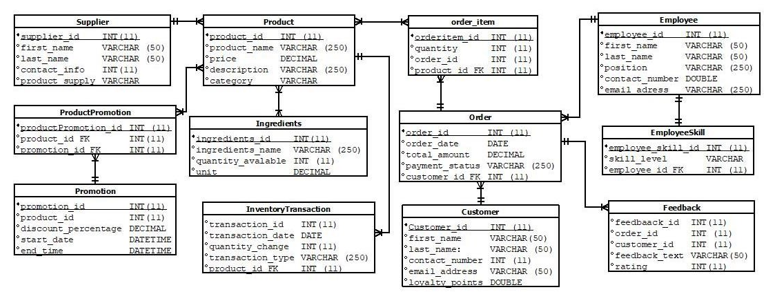 Supplier
supplier_id INT(11)
first_name VARCHAR (50)
last_name VARCHAR (50)
contact_info INT(11)
product_supply VARCHAR
Product
product_id INT (11)
product_name VARCHAR (250)
price DECIMAL
description VARCHAR (250)
category VARCHAR
order_item
orderitem_id INT (11)
quantity INT (11)
order_id INT (11)
product_id FK INT (11)
Employee
employee_id INT (11)
first_name VARCHAR (50)
last_name VARCHAR (50)
position VARCHAR (250)
contact_number DOUBLE
email_adress VARCHAR (250)
ProductPromotion
productPromotion_id INT (11)
product_id FK INT(11)
promotion_id FK INT(11)
Ingredients
ingredients_id INT(11)
ingredients_name VARCHAR (250)
quantity_avalable INT (11)
unit DECIMAL
Order
order_id INT (11)
order_date DATE
total_amount DECIMAL
payment_status VARCHAR (250)
customer_id FK INT (11)
EmployeeSkill
employee_skill_id INT (11)
skill_level VARCHAR
employee_id FK INT (11)
Promotion
promotion_id INT(11)
product_id INT(11)
discount_percentage DECIMAL
start_date DATETIME
end_time DATETIME
InventoryTransaction
transaction_id INT(11)
transaction_date DATE
quantity_change INT(11)
transaction_type VARCHAR (250)
product_id FK INT (11)
Customer
Customer_id INT (11)
first_name VARCHAR(50)
last_name: VARCHAR(50)
contact_number INT (11)
email_address VARCHAR (50)
loyalty_points DOUBLE
Feedback
feedbaack_id INT (11)
order_id INT (11)
customer_id INT (11)
feedback_text VARCHAR(50)
rating INT(11)